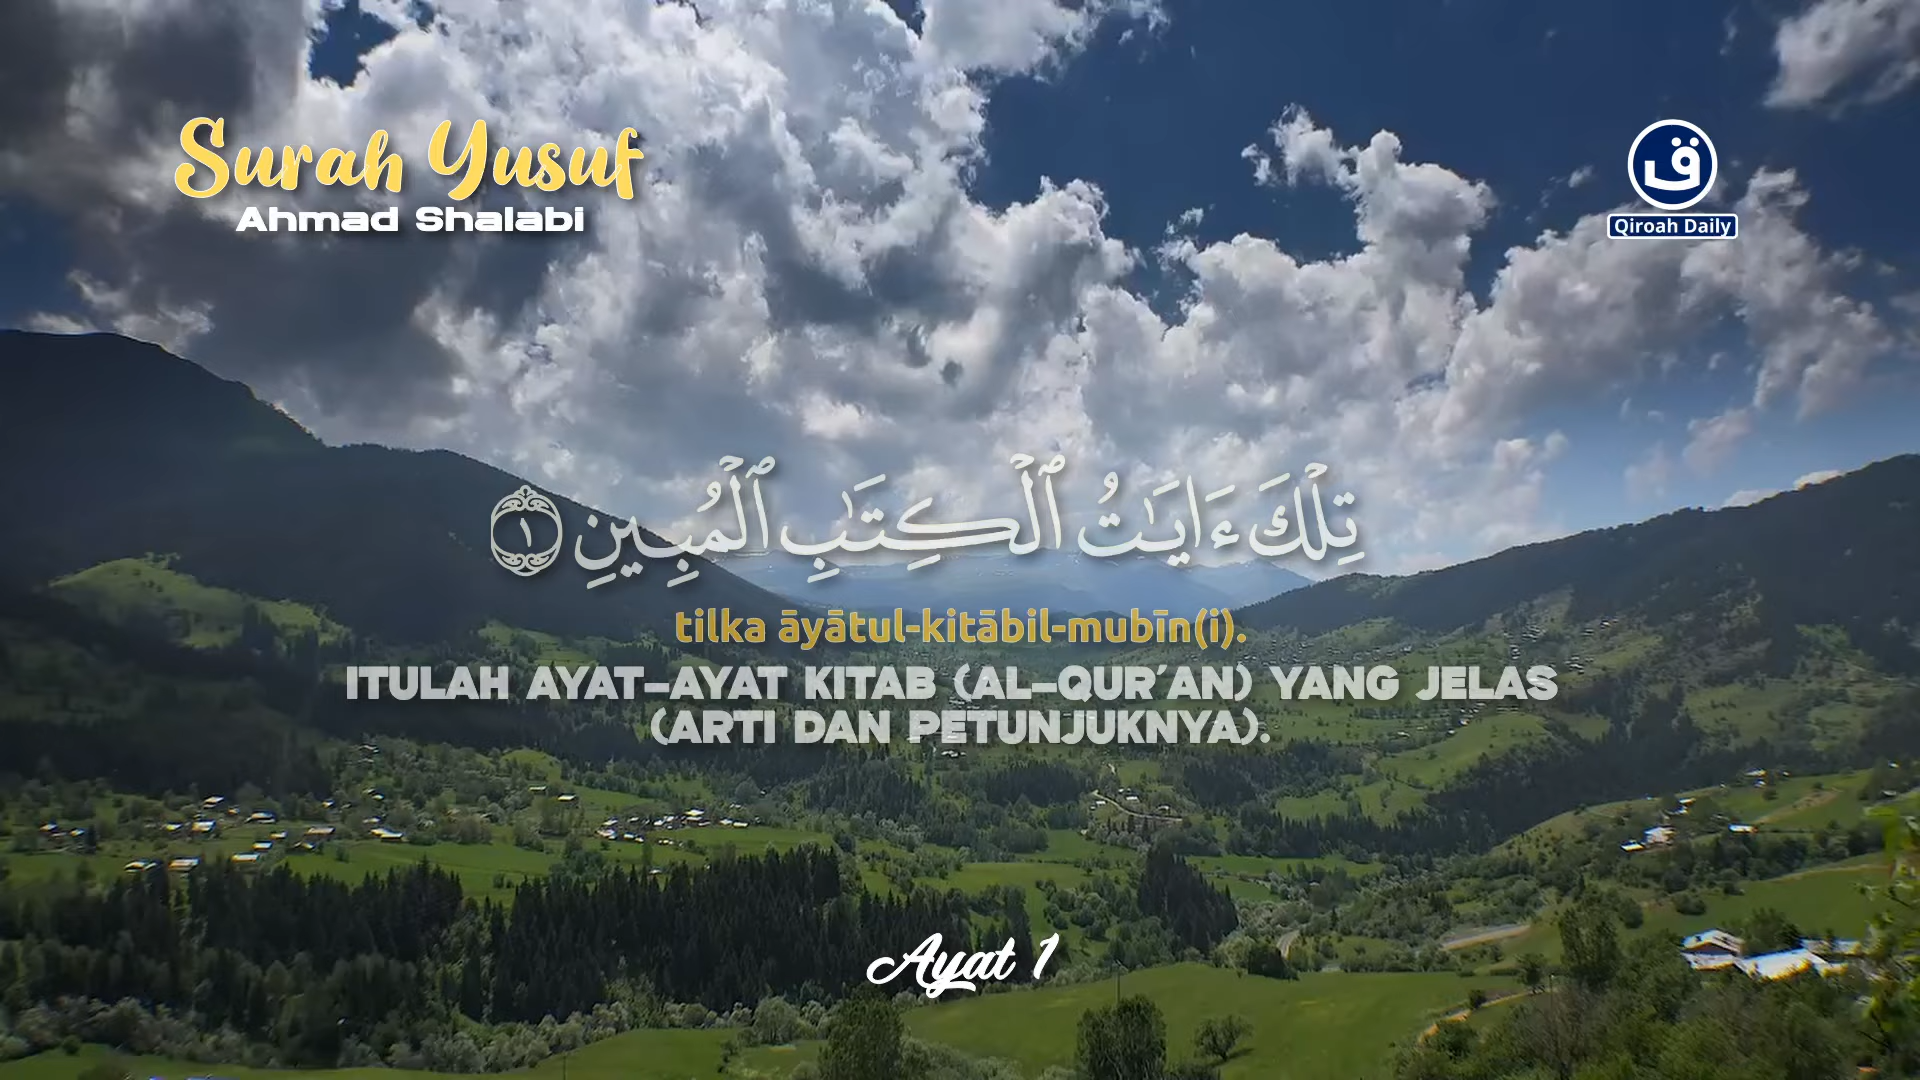 Surah Yusuf
Ahmad Shalabi
ق
Qiroah Daily
تِلْكَ ءَايَـٰتُ ٱلْكِتَـٰبِ ٱلْمُبِينِ ١
tilka āyātul-kitābil-mubīn(i).
ITULAH AYAT-AYAT KITAB (AL-QUR'AN) YANG JELAS
(ARTI DAN PETUNJUKNYA).
Ayat 1